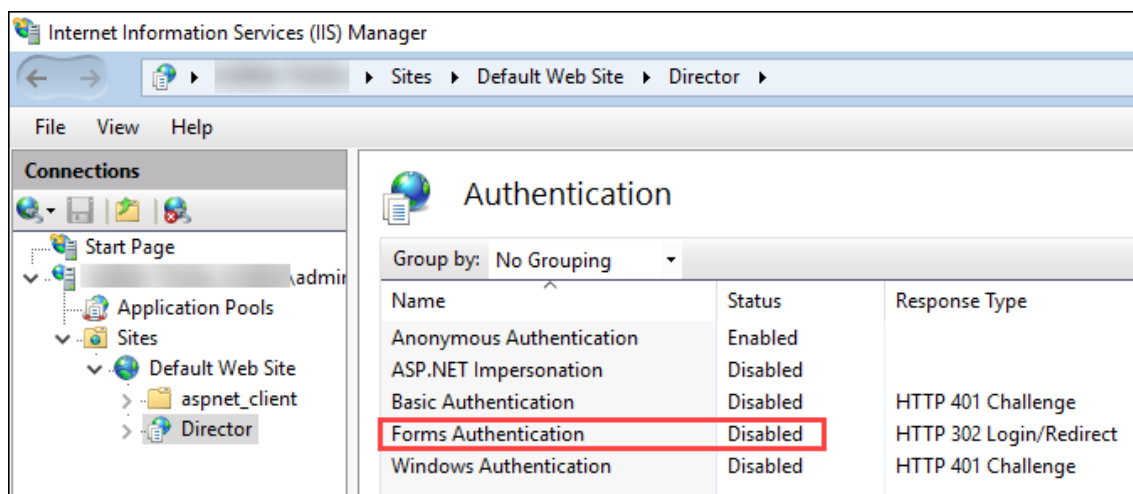 Internet Information Services (IIS) Manager
Sites Default Web Site Director
File View Help
Connections
Start Page
Application Pools
Sites
Default Web Site
aspnet_client
Director
Authentication
Group by: No Grouping
Name Status Response Type
Anonymous Authentication Enabled
ASP.NET Impersonation Disabled
Basic Authentication Disabled HTTP 401 Challenge
Forms Authentication Disabled HTTP 302 Login/Redirect
Windows Authentication Disabled HTTP 401 Challenge